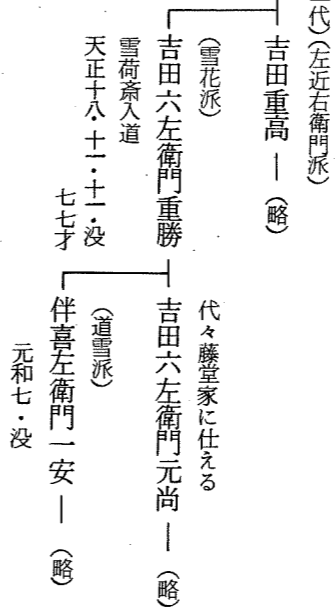 代）（左近右衛門派）
吉田重高 ― （略）
（雪花派）
吉田六左衛門重勝
雪荷斎入道
天正十八・十一・十一・没
七七才
代々藤堂家に仕える
吉田六左衛門元尚 ― （略）
（道雪派）
伴喜左衛門一安 ― （略）
元和七・没